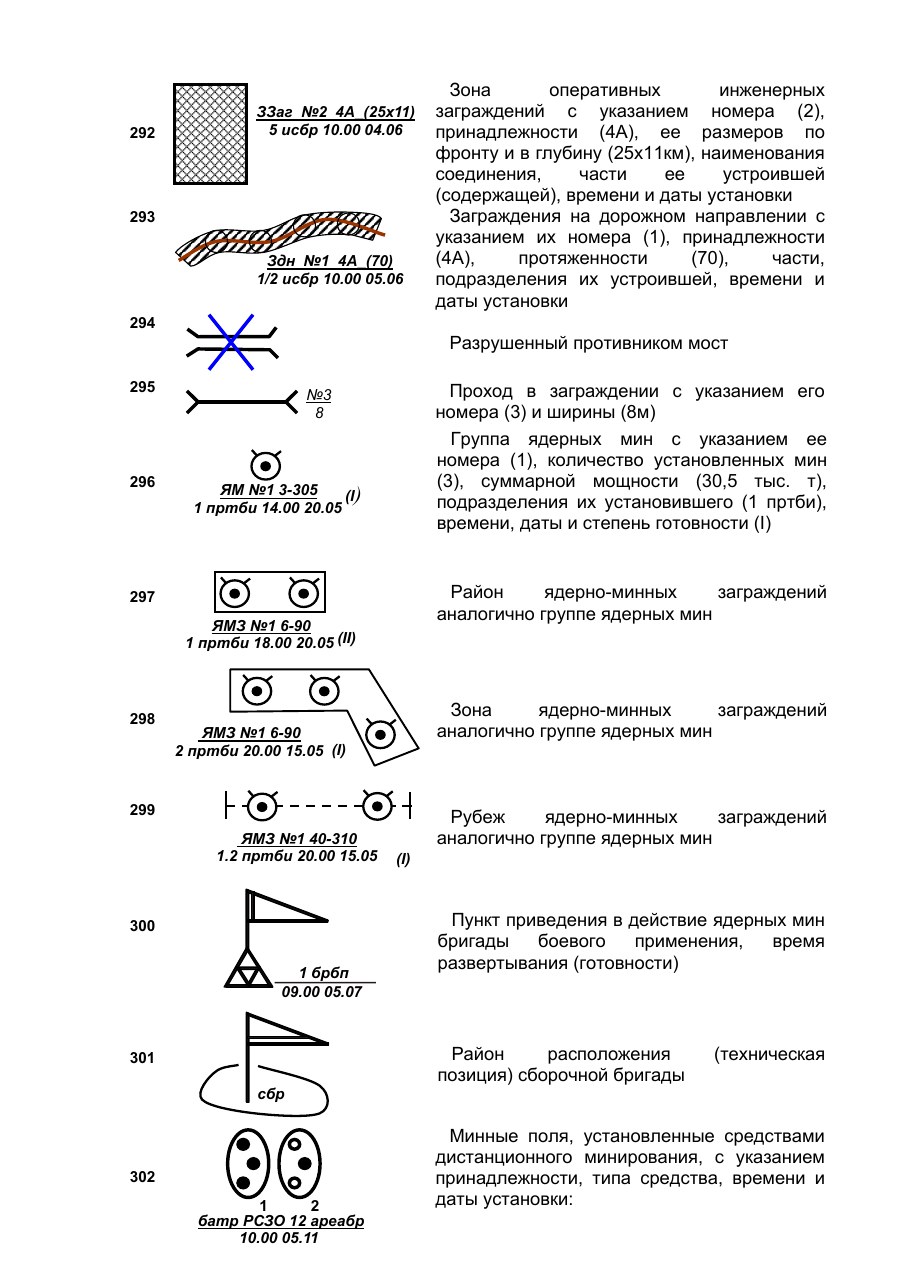 292
ЗЗаг №2 4А (25х11)
5 исбр 10.00 04.06
Зона оперативных инженерных
заграждений с указанием номера (2),
принадлежности (4А), ее размеров по
фронту и в глубину (25х11км), наименования
соединения, части ее устроившей
(содержащей), времени и даты установки
293
Здн №1 4А (70)
1/2 исбр 10.00 05.06
Заграждения на дорожном направлении с
указанием их номера (1), принадлежности
(4А), протяженности (70), части,
подразделения их устроившей, времени и
даты установки
294
Разрушенный противником мост
295
№3
8
Проход в заграждении с указанием его
номера (3) и ширины (8м)
296
ЯМ №1 3-305
1 пртби 14.00 20.05 (I)
Группа ядерных мин с указанием ее
номера (1), количество установленных мин
(3), суммарной мощности (30,5 тыс. т),
подразделения их установившего (1 пртби),
времени, даты и степень готовности (I)
297
ЯМЗ №1 6-90
1 пртби 18.00 20.05 (II)
Район ядерно-минных заграждений
аналогично группе ядерных мин
298
ЯМЗ №1 6-90
2 пртби 20.00 15.05 (I)
Зона ядерно-минных заграждений
аналогично группе ядерных мин
299
ЯМЗ №1 40-310
1.2 пртби 20.00 15.05 (I)
Рубеж ядерно-минных заграждений
аналогично группе ядерных мин
300
1 брбп
09.00 05.07
Пункт приведения в действие ядерных мин
бригады боевого применения, время
развертывания (готовности)
301
сбр
Район расположения (техническая
позиция) сборочной бригады
302
1 2
батр РСЗО 12 ареабр
10.00 05.11
Минные поля, установленные средствами
дистанционного минирования, с указанием
принадлежности, типа средства, времени и
даты установки: